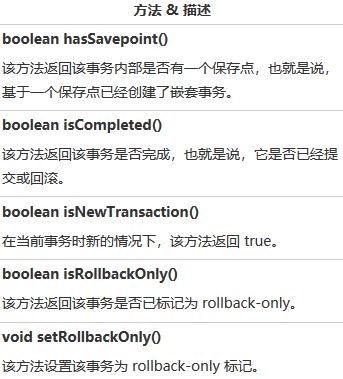 方法 & 描述
boolean hasSavepoint()
该方法返回该事务内部是否有一个保存点，也就是说，
基于一个保存点已经创建了嵌套事务。
boolean isCompleted()
该方法返回该事务是否完成，也就是说，它是否已经提
交或回滚。
boolean isNewTransaction()
在当前事务时新的情况下，该方法返回 true。
boolean isRollbackOnly()
该方法返回该事务是否已标记为 rollback-only。
void setRollbackOnly()
该方法设置该事务为 rollback-only 标记。